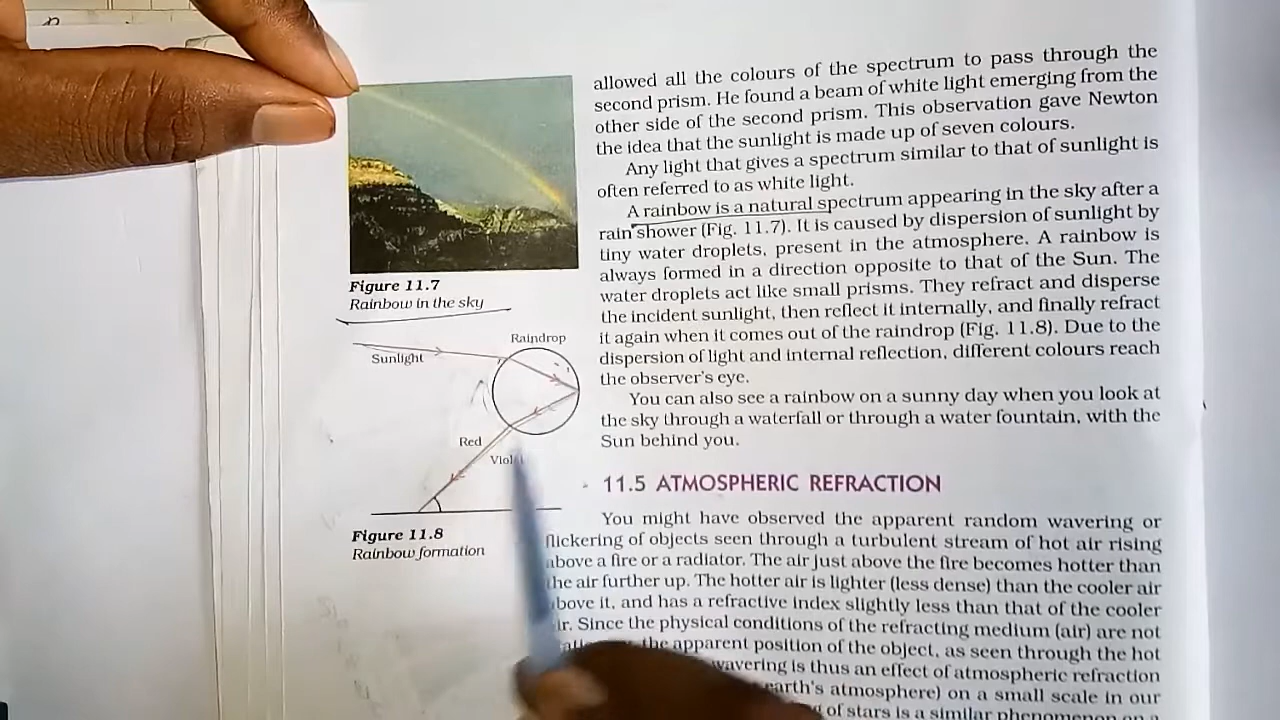 allowed all the colours of the spectrum to pass through the
second prism. He found a beam of white light emerging from the
other side of the second prism. This observation gave Newton
the idea that the sunlight is made up of seven colours.
Any light that gives a spectrum similar to that of sunlight is
often referred to as white light.
A rainbow is a natural spectrum appearing in the sky after a
rain shower (Fig. 11.7). It is caused by dispersion of sunlight by
tiny water droplets, present in the atmosphere. A rainbow is
always formed in a direction opposite to that of the Sun. The
water droplets act like small prisms. They refract and disperse
the incident sunlight, then reflect it internally, and finally refract
it again when it comes out of the raindrop (Fig. 11.8). Due to the
dispersion of light and internal reflection, different colours reach
the observer's eye.
You can also see a rainbow on a sunny day when you look at
the sky through a waterfall or through a water fountain, with the
Sun behind you.
Figure 11.7
Rainbow in the sky
Raindrop
Sunlight
Red
Figure 11.8
Rainbow formation
11.5 ATMOSPHERIC REFRACTION
You might have observed the apparent random wavering or
flickering of objects seen through a turbulent stream of hot air rising
above a fire or a radiator. The air just above the fire becomes hotter than
the air further up. The hotter air is lighter (less dense) than the cooler air
above it, and has a refractive index slightly less than that of the cooler
air. Since the physical conditions of the refracting medium (air) are not
the apparent position of the object, as seen through the hot
wavering is thus an effect of atmospheric refraction
earth's atmosphere) on a small scale in our
of stars is a similar phenomenon on a